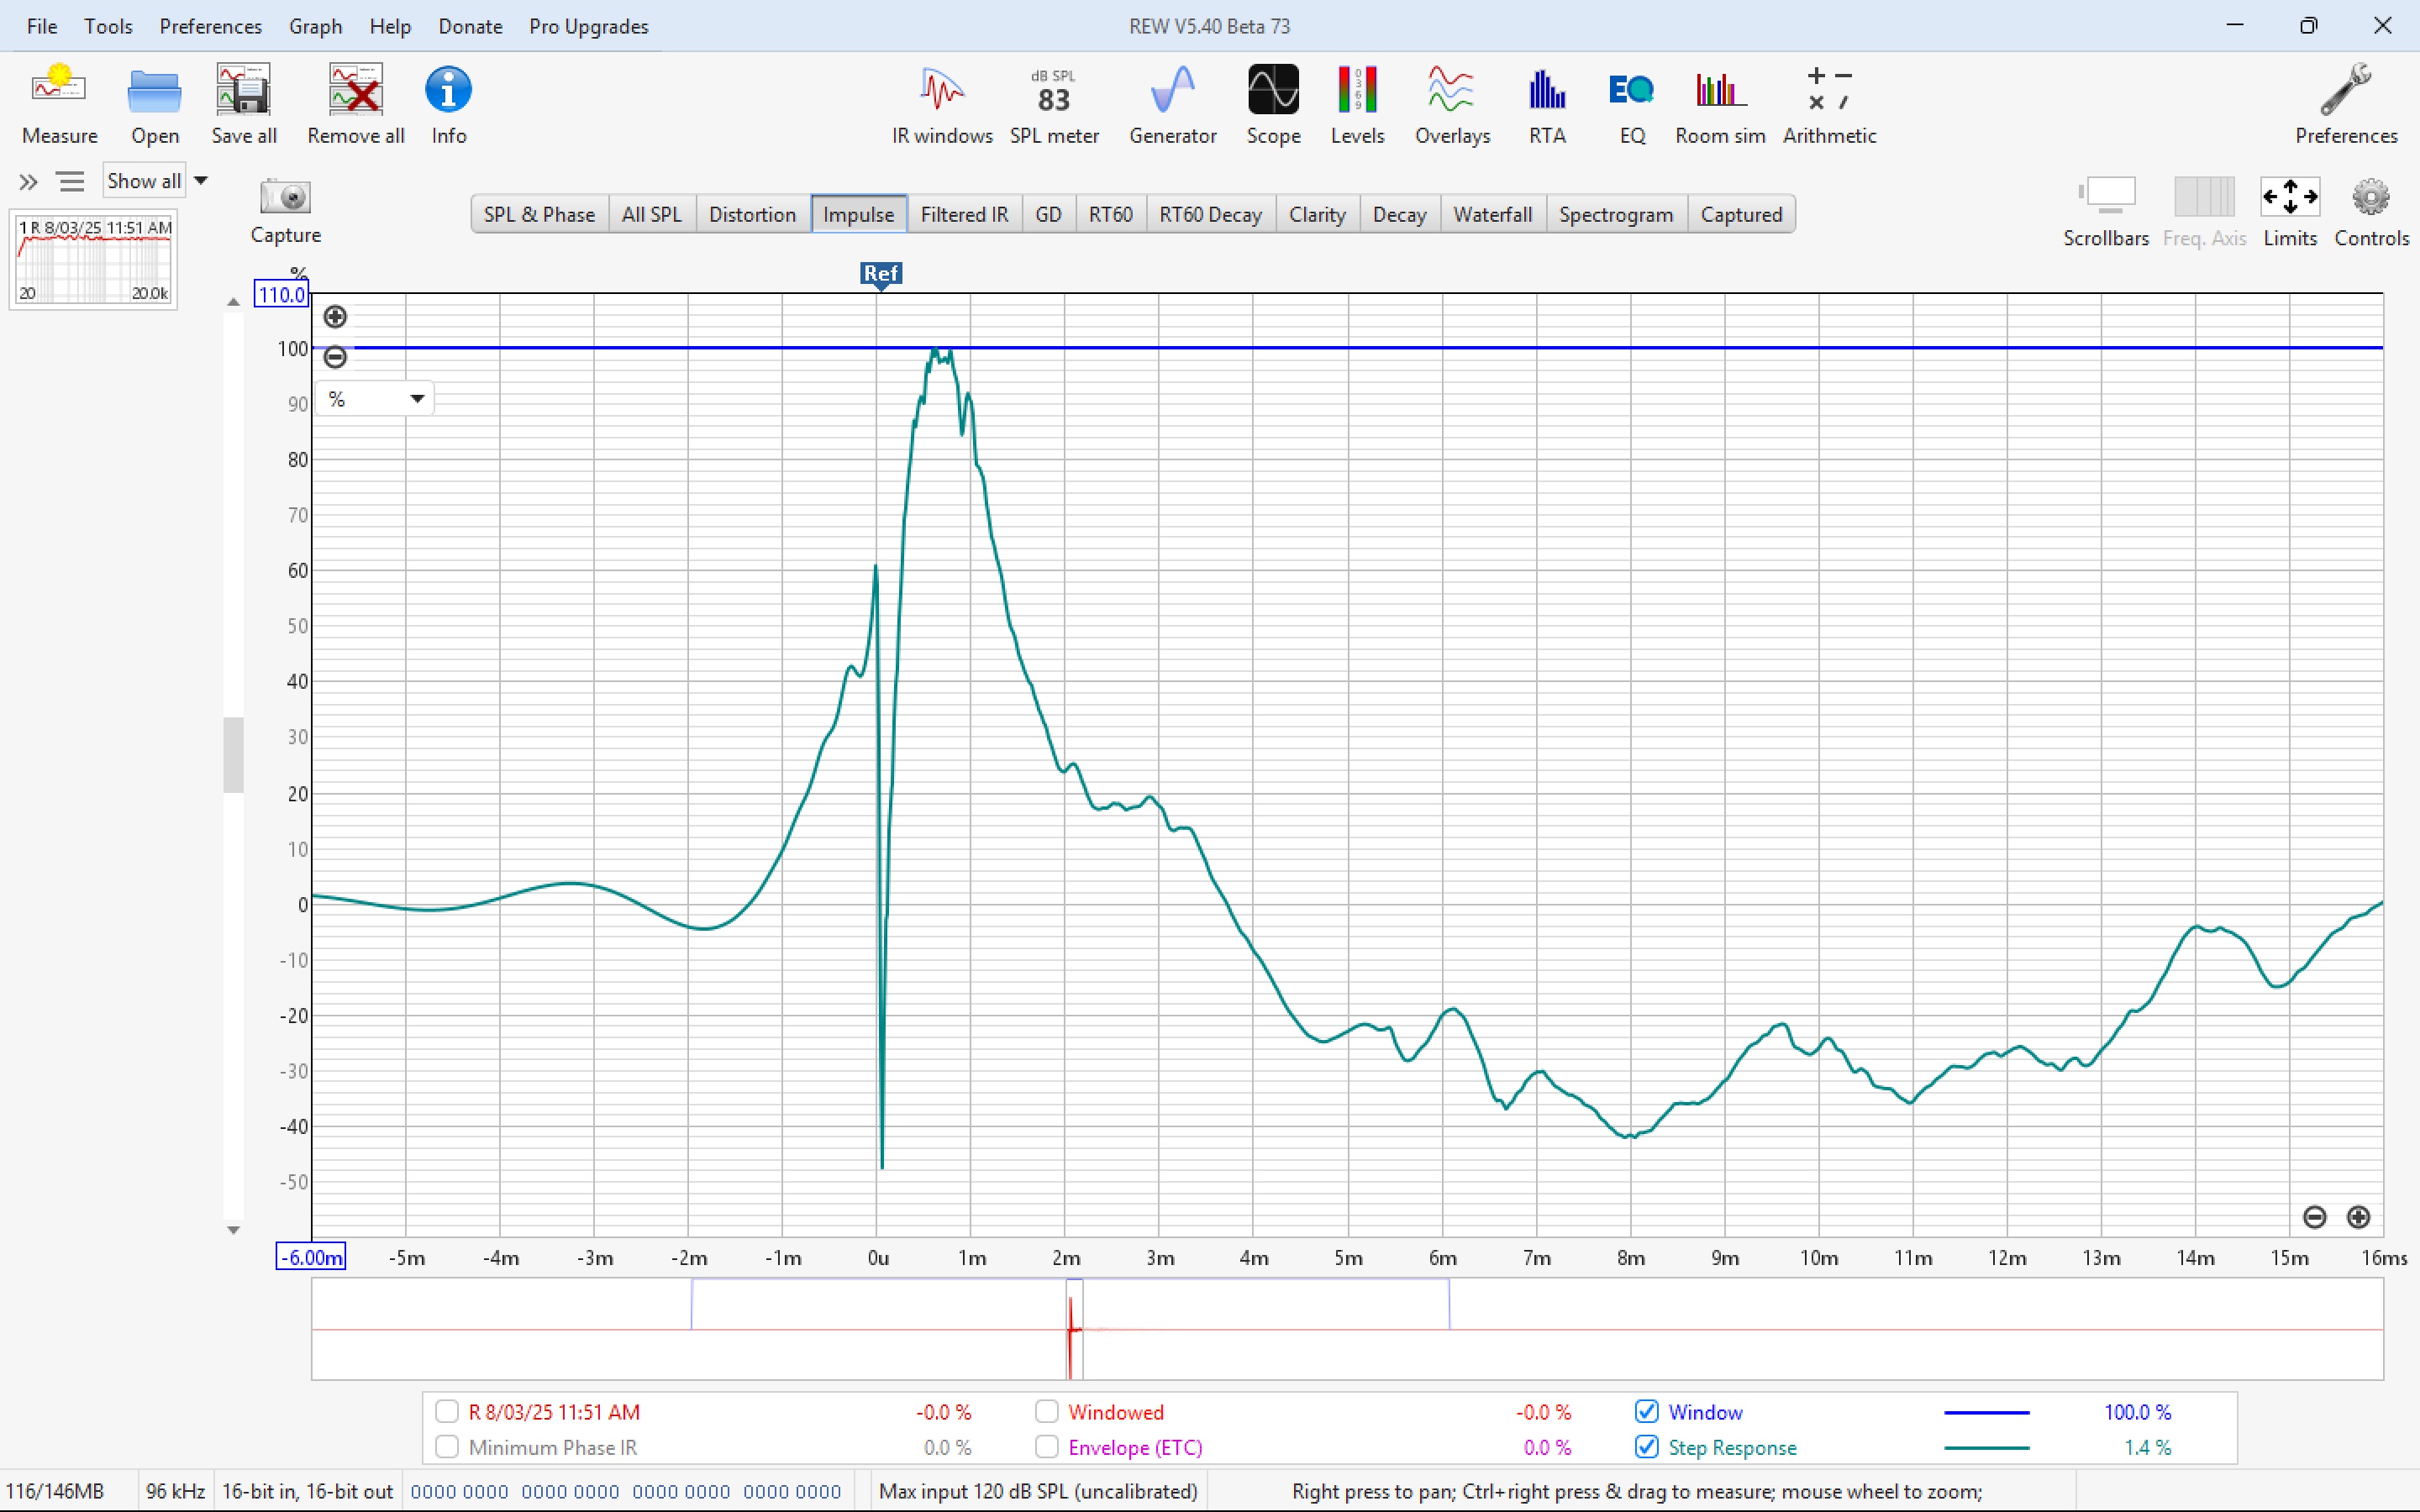 File Tools Preferences Graph Help Donate Pro Upgrades REW V5.40 Beta 73
dB SPL
83
Measure Open Save all Remove all Info IR windows SPL meter Generator Scope Levels Overlays RTA EQ Room sim Arithmetic Preferences
Show all
1 R 8/03/25 11:51 AM
20 20.0k
Capture
SPL & Phase All SPL Distortion Impulse Filtered IR GD RT60 RT60 Decay Clarity Decay Waterfall Spectrogram Captured
Scrollbars Freq. Axis Limits Controls
%
Ref
110.0
100
90
%
80
70
60
50
40
30
20
10
0
-10
-20
-30
-40
-50
-6.00m -5m -4m -3m -2m -1m 0u 1m 2m 3m 4m 5m 6m 7m 8m 9m 10m 11m 12m 13m 14m 15m 16ms
R 8/03/25 11:51 AM -0.0 % Windowed -0.0 % Window 100.0 %
Minimum Phase IR 0.0 % Envelope (ETC) 0.0 % Step Response 1.4 %
116/146MB 96 kHz 16-bit in, 16-bit out 0000 0000 0000 0000 0000 0000 0000 0000 Max input 120 dB SPL (uncalibrated) Right press to pan; Ctrl+right press & drag to measure; mouse wheel to zoom;